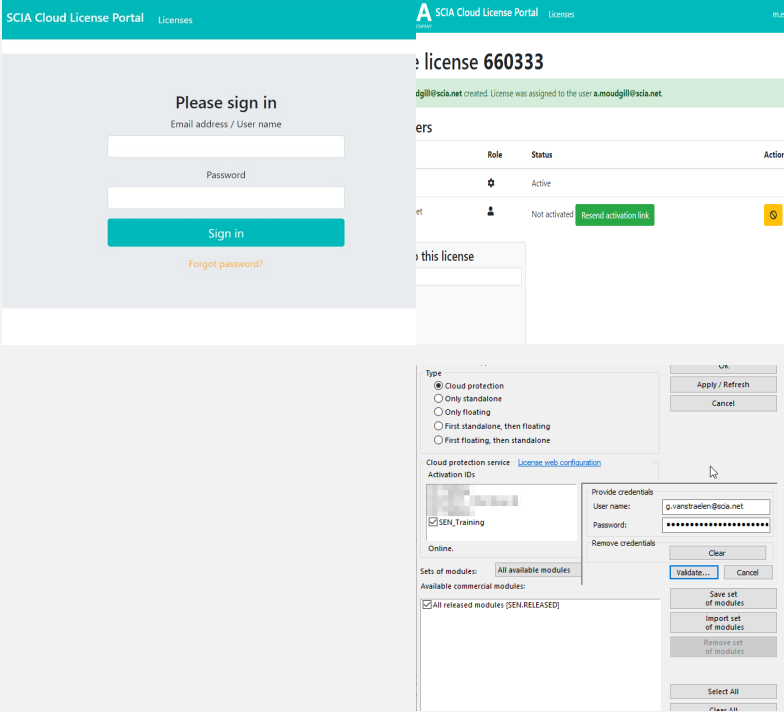 SCIA Cloud License Portal Licenses
Please sign in
Email address / User name
Password
Sign in
Forgot password?
A SCIA Cloud License Portal Licenses m.e
license 660333
dgill@scia.net created. License was assigned to the user a.moudgill@scia.net.
ers
Role Status Action
Active
et Not activated Resend activation link
this license
Type
Cloud protection
Only standalone
Only floating
First standalone, then floating
First floating, then standalone
OK
Apply / Refresh
Cancel
Cloud protection service License web configuration
Activation IDs
SEN_Training
Online.
Provide credentials
User name: g.vanstraelen@scia.net
Password:
Remove credentials
Clear
Validate... Cancel
Sets of modules: All available modules
Available commercial modules:
All released modules [SEN.RELEASED]
Save set
of modules
Import set
of modules
Remove set
of modules
Select All
Clear All